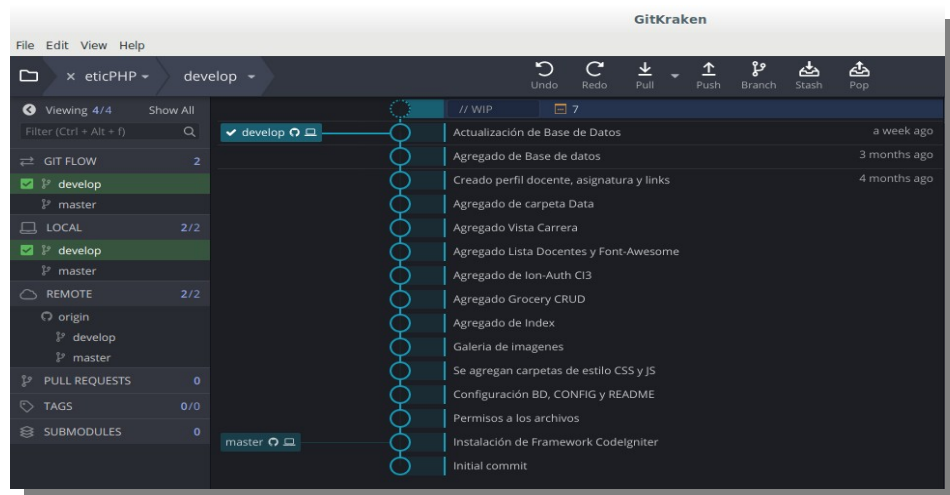 GitKraken
File Edit View Help
eticPHP
develop
Undo Redo Pull Push Branch Stash Pop
Viewing 4/4 Show All
Filter (Ctrl + Alt + f)
GIT FLOW 2
develop
master
LOCAL 2/2
develop
master
REMOTE 2/2
origin
develop
master
PULL REQUESTS 0
TAGS 0/0
SUBMODULES 0
// WIP 7
develop Actualización de Base de Datos a week ago
Agregado de Base de datos 3 months ago
Creado perfil docente, asignatura y links 4 months ago
Agregado de carpeta Data
Agregado Vista Carrera
Agregado Lista Docentes y Font-Awesome
Agregado de Ion-Auth CI3
Agregado Grocery CRUD
Agregado de Index
Galeria de imagenes
Se agregan carpetas de estilo CSS y JS
Configuración BD, CONFIG y README
Permisos a los archivos
master Instalación de Framework CodeIgniter
Initial commit